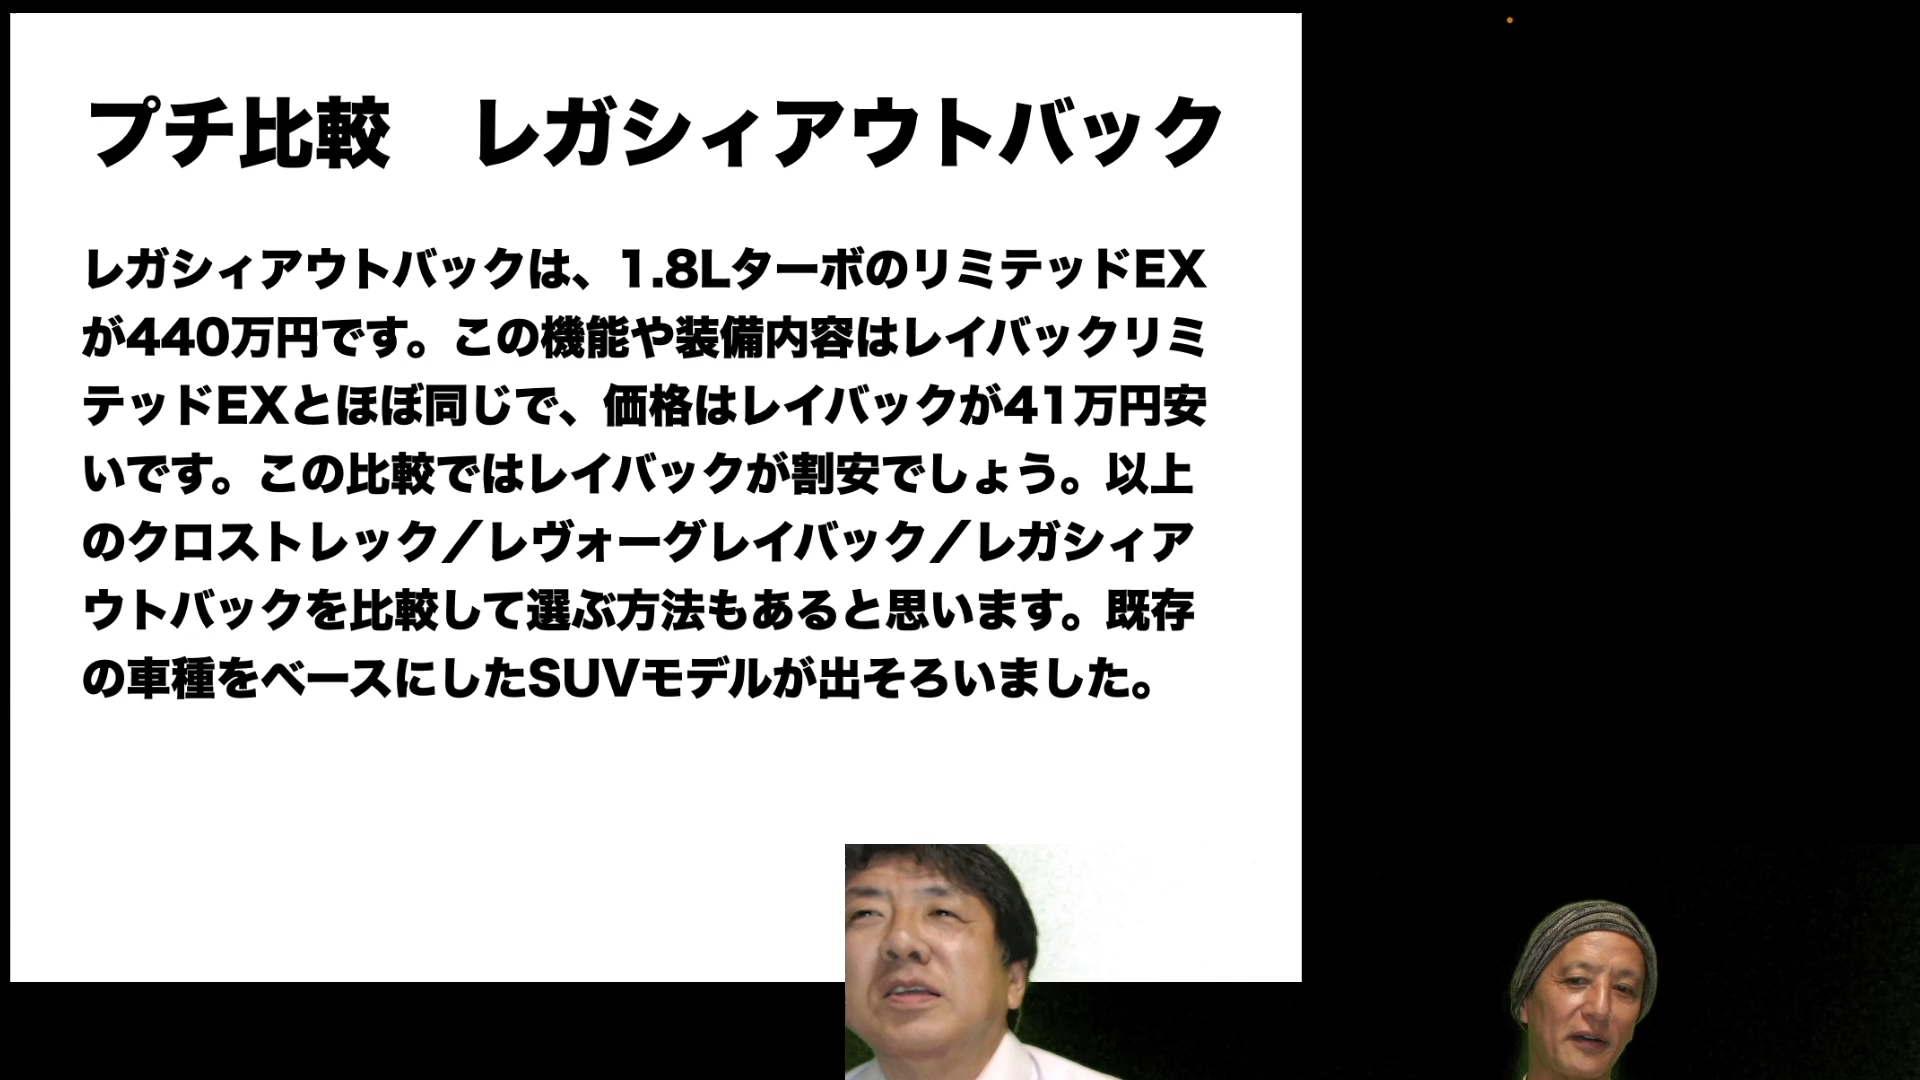 プチ比較　レガシィアウトバック
レガシィアウトバックは、1.8LターボのリミテッドEX
が440万円です。この機能や装備内容はレイバックリミ
テッドEXとほぼ同じで、価格はレイバックが41万円安
いです。この比較ではレイバックが割安でしょう。以上
のクロストレック／レヴォーグレイバック／レガシィア
ウトバックを比較して選ぶ方法もあると思います。既存
の車種をベースにしたSUVモデルが出そろいました。